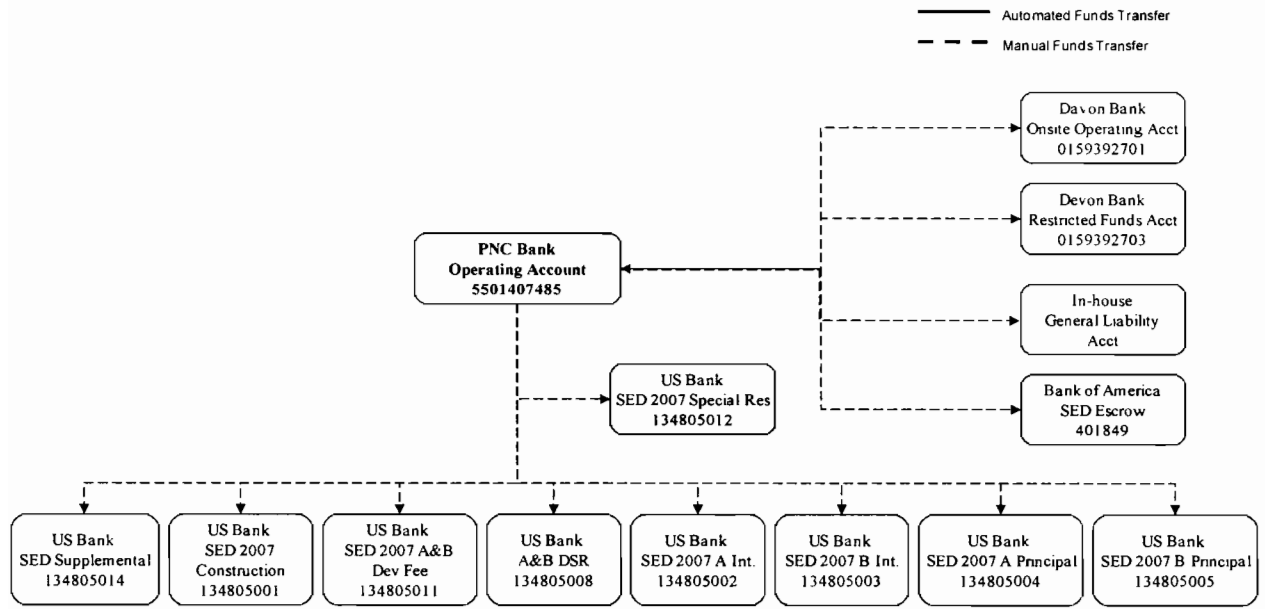 Automated Funds Transfer
Manual Funds Transfer
Davon Bank
Onsite Operating Acct
0159392701
Devon Bank
Restricted Funds Acct
0159392703
PNC Bank
Operating Account
5501407485
In-house
General Liability
Acct
US Bank
SED 2007 Special Res
134805012
Bank of America
SED Escrow
401849
US Bank
SED Supplemental
134805014
US Bank
SED 2007
Construction
134805001
US Bank
SED 2007 A&B
Dev Fee
134805011
US Bank
A&B DSR
134805008
US Bank
SED 2007 A Int.
134805002
US Bank
SED 2007 B Int.
134805003
US Bank
SED 2007 A Principal
134805004
US Bank
SED 2007 B Principal
134805005